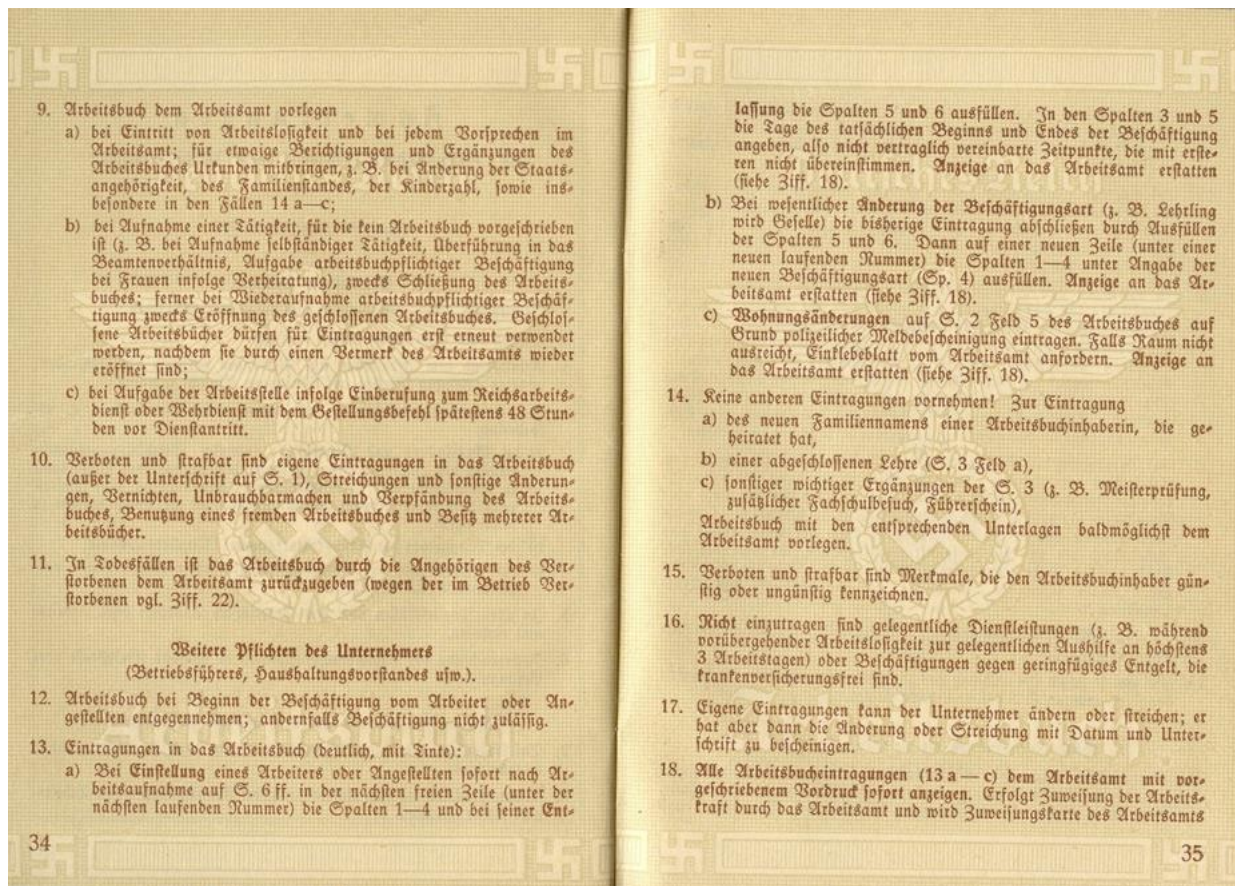 9. Arbeitsbuch dem Arbeitsamt vorlegen
a) bei Eintritt von Arbeitslosigkeit und bei jedem Vorsprechen im
Arbeitsamt; für etwaige Berichtigungen und Ergänzungen des
Arbeitsbuches Urkunden mitbringen, z. B. bei Änderung der Staats-
angehörigkeit, des Familienstandes, der Kinderzahl, sowie ins-
besondere in den Fällen 14 a—c;
b) bei Aufnahme einer Tätigkeit, für die kein Arbeitsbuch vorgeschrieben
ist (z. B. bei Aufnahme selbständiger Tätigkeit, Überführung in das
Beamtenverhältnis, Aufgabe arbeitsbuchpflichtiger Beschäftigung
bei Frauen infolge Verheiratung), zwecks Schließung des Arbeits-
buches; ferner bei Wiederaufnahme arbeitsbuchpflichtiger Beschäf-
tigung zwecks Eröffnung des geschlossenen Arbeitsbuches. Geschlos-
sene Arbeitsbücher dürfen für Eintragungen erst erneut verwendet
werden, nachdem sie durch einen Vermerk des Arbeitsamts wieder
eröffnet sind;
c) bei Aufgabe der Arbeitsstelle infolge Einberufung zum Reichsarbeits-
dienst oder Wehrdienst mit dem Gestellungsbefehl spätestens 48 Stun-
den vor Dienstantritt.
10. Verboten und strafbar sind eigene Eintragungen in das Arbeitsbuch
(außer der Unterschrift auf S. 1), Streichungen und sonstige Änderun-
gen, Vernichten, Unbrauchbarmachen und Verpfändung des Arbeits-
buches, Benutzung eines fremden Arbeitsbuches und Besitz mehrerer Ar-
beitsbücher.
11. In Todesfällen ist das Arbeitsbuch durch die Angehörigen des Ver-
storbenen dem Arbeitsamt zurückzugeben (wegen der im Betrieb Ver-
storbenen vgl. Ziff. 22).
Weitere Pflichten des Unternehmers
(Betriebsführers, Haushaltungsvorstandes usw.).
12. Arbeitsbuch bei Beginn der Beschäftigung vom Arbeiter oder An-
gestellten entgegennehmen; andernfalls Beschäftigung nicht zulässig.
13. Eintragungen in das Arbeitsbuch (deutlich, mit Tinte):
a) Bei Einstellung eines Arbeiters oder Angestellten sofort nach Ar-
beitsaufnahme auf S. 6 ff. in der nächsten freien Zeile (unter der
nächsten laufenden Nummer) die Spalten 1—4 und bei seiner Ent-
34
lassung die Spalten 5 und 6 ausfüllen. In den Spalten 3 und 5
die Tage des tatsächlichen Beginns und Endes der Beschäftigung
angeben, also nicht vertraglich vereinbarte Zeitpunkte, die mit erste-
ren nicht übereinstimmen. Anzeige an das Arbeitsamt erstatten
(siehe Ziff. 18).
b) Bei wesentlicher Änderung der Beschäftigungsart (z. B. Lehrling
wird Geselle) die bisherige Eintragung abschließen durch Ausfüllen
der Spalten 5 und 6. Dann auf einer neuen Zeile (unter einer
neuen laufenden Nummer) die Spalten 1—4 unter Angabe der
neuen Beschäftigungsart (Sp. 4) ausfüllen. Anzeige an das Ar-
beitsamt erstatten (siehe Ziff. 18).
c) Wohnungsänderungen auf S. 2 Feld 5 des Arbeitsbuches auf
Grund polizeilicher Meldebescheinigung eintragen. Falls Raum nicht
ausreicht, Einklebeblatt vom Arbeitsamt anfordern. Anzeige an
das Arbeitsamt erstatten (siehe Ziff. 18).
14. Keine anderen Eintragungen vornehmen! Zur Eintragung
a) des neuen Familiennamens einer Arbeitsbuchinhaberin, die ge-
heiratet hat,
b) einer abgeschlossenen Lehre (S. 3 Feld a),
c) sonstiger wichtiger Ergänzungen der S. 3 (z. B. Meisterprüfung,
zusätzlicher Fachschulbesuch, Führerschein),
Arbeitsbuch mit den entsprechenden Unterlagen baldmöglichst dem
Arbeitsamt vorlegen.
15. Verboten und strafbar sind Merkmale, die den Arbeitsbuchinhaber gün-
stig oder ungünstig kennzeichnen.
16. Nicht einzutragen sind gelegentliche Dienstleistungen (z. B. während
vorübergehender Arbeitslosigkeit zur gelegentlichen Aushilfe an höchstens
3 Arbeitstagen) oder Beschäftigungen gegen geringfügiges Entgelt, die
krankenversicherungsfrei sind.
17. Eigene Eintragungen kann der Unternehmer ändern oder streichen; er
hat aber dann die Änderung oder Streichung mit Datum und Unter-
schrift zu bescheinigen.
18. Alle Arbeitsbucheintragungen (13 a — c) dem Arbeitsamt mit vor-
geschriebenem Vordruck sofort anzeigen. Erfolgt Zuweisung der Arbeits-
kraft durch das Arbeitsamt und wird Zuweisungskarte des Arbeitsamts
35